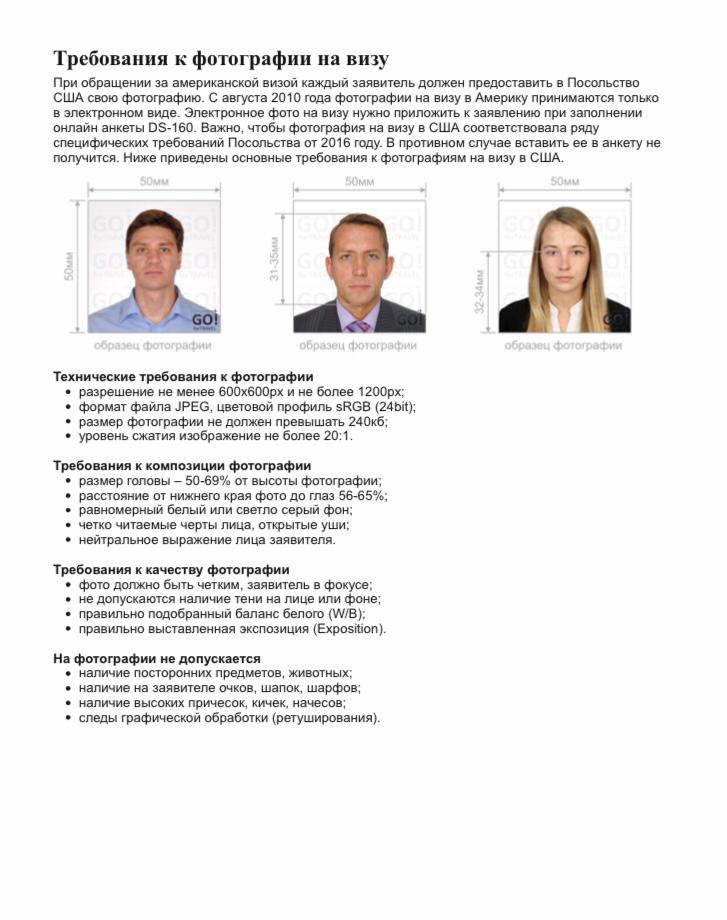 Требования к фотографии на визу
При обращении за американской визой каждый заявитель должен предоставить в Посольство
США свою фотографию. С августа 2010 года фотографии на визу в Америку принимаются только
в электронном виде. Электронное фото на визу нужно приложить к заявлению при заполнении
онлайн анкеты DS-160. Важно, чтобы фотография на визу в США соответствовала ряду
специфических требований Посольства от 2016 году. В противном случае вставить ее в анкету не
получится. Ниже приведены основные требования к фотографиям на визу в США.
50мм 50мм 50мм
50мм
31-35мм
32-34мм
GO! GO! GO!
образец фотографии образец фотографии образец фотографии
Технические требования к фотографии
• разрешение не менее 600х600рх и не более 1200рх;
• формат файла JPEG, цветовой профиль sRGB (24bit);
• размер фотографии не должен превышать 240кб;
• уровень сжатия изображение не более 20:1.
Требования к композиции фотографии
• размер головы – 50-69% от высоты фотографии;
• расстояние от нижнего края фото до глаз 56-65%;
• равномерный белый или светло серый фон;
• четко читаемые черты лица, открытые уши;
• нейтральное выражение лица заявителя.
Требования к качеству фотографии
• фото должно быть четким, заявитель в фокусе;
• не допускаются наличие тени на лице или фоне;
• правильно подобранный баланс белого (W/B);
• правильно выставленная экспозиция (Exposition).
На фотографии не допускается
• наличие посторонних предметов, животных;
• наличие на заявителе очков, шапок, шарфов;
• наличие высоких причесок, кичек, начесов;
• следы графической обработки (ретуширования).